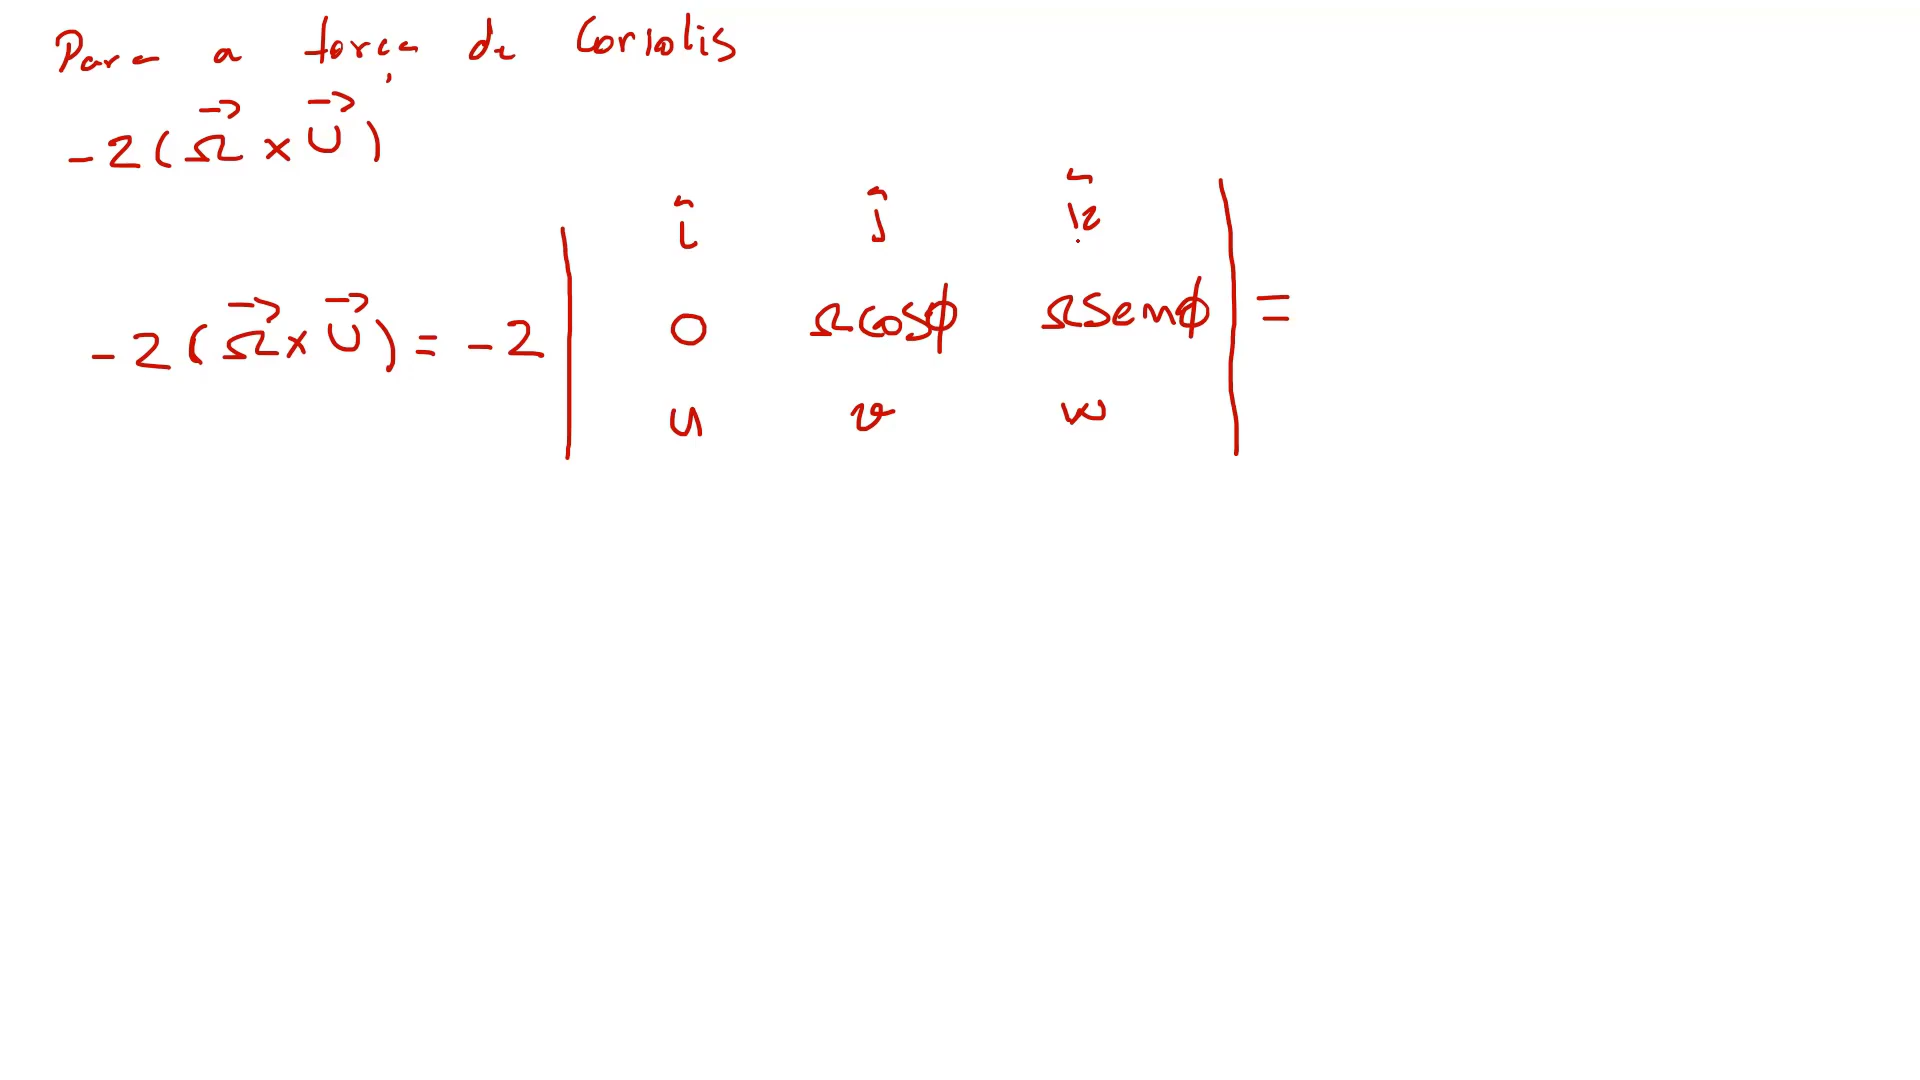 Para a força de Coriolis
-2(Ω⃗ × U⃗)
î ĵ k̂
-2(Ω⃗ × U⃗) = -2 | 0 Ωcosϕ Ωsenϕ | =
u v w